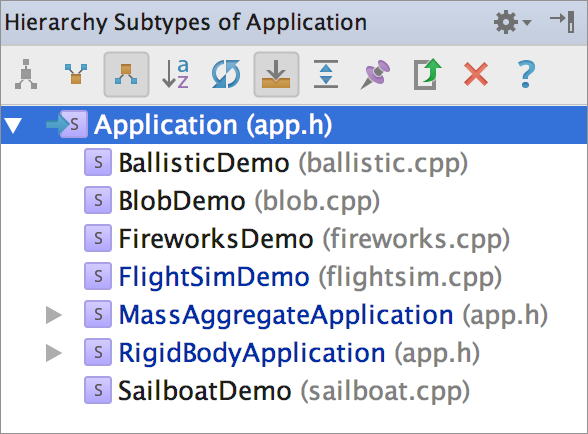 Hierarchy Subtypes of Application
a z ?
S Application (app.h)
S BallisticDemo (ballistic.cpp)
S BlobDemo (blob.cpp)
S FireworksDemo (fireworks.cpp)
S FlightSimDemo (flightsim.cpp)
S MassAggregateApplication (app.h)
S RigidBodyApplication (app.h)
S SailboatDemo (sailboat.cpp)